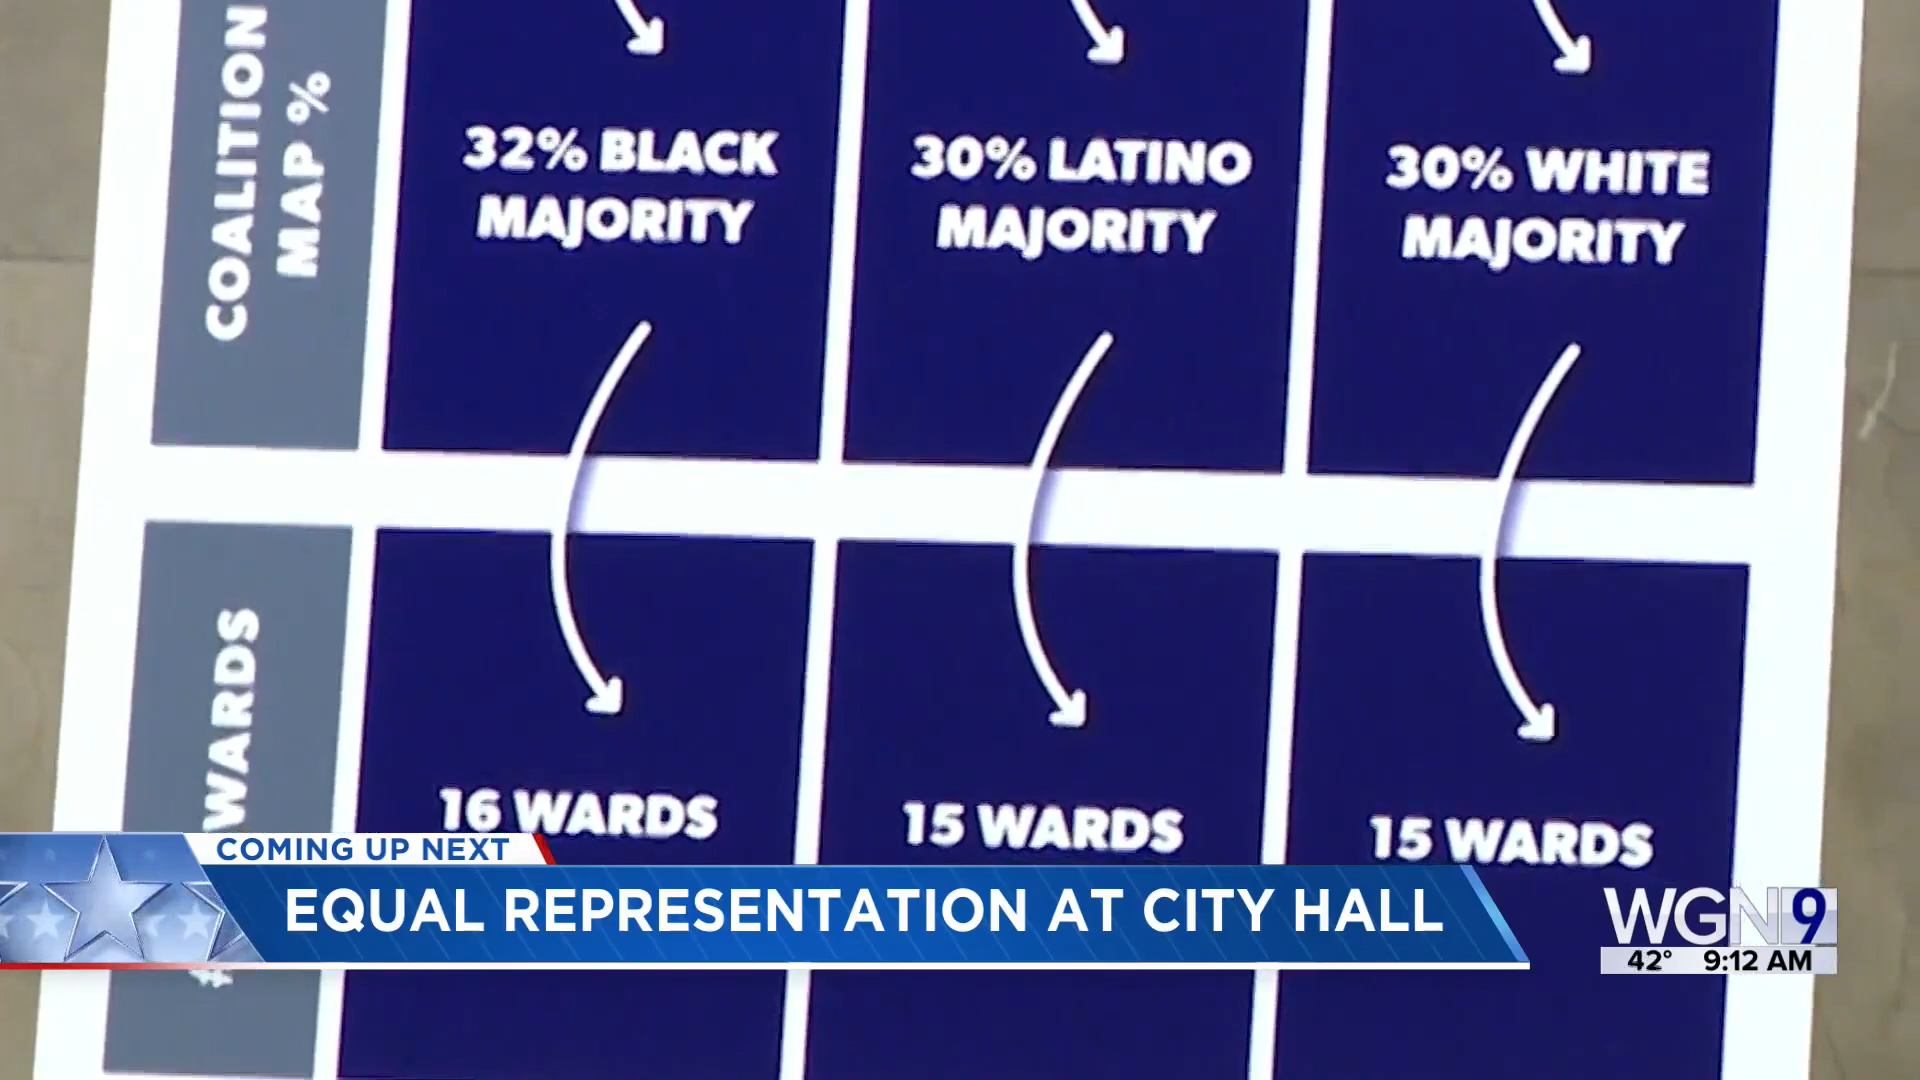 COALITION
MAP %
32% BLACK
MAJORITY
30% LATINO
MAJORITY
30% WHITE
MAJORITY
WARDS
16 WARDS
15 WARDS
15 WARDS
COMING UP NEXT
EQUAL REPRESENTATION AT CITY HALL
WGN9
42° 9:12 AM